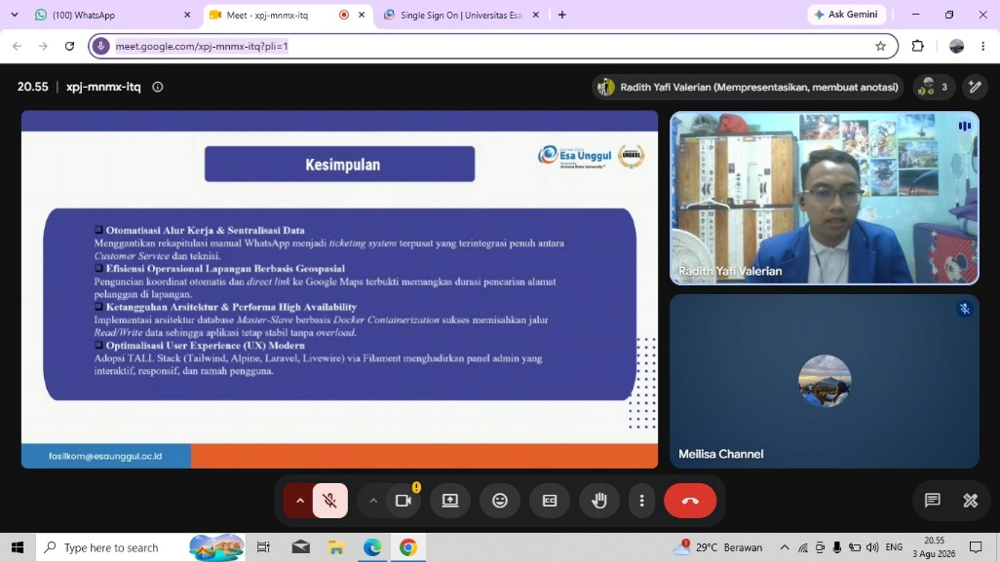 (100) WhatsApp
Meet - xpj-mnmx-itq
Single Sign On | Universitas Esa
Ask Gemini
meet.google.com/xpj-mnmx-itq?pli=1
20.55 | xpj-mnmx-itq
Radith Yafi Valerian (Mempresentasikan, membuat anotasi)
3
Kesimpulan
Esa Unggul
UNGGUL
Otomatisasi Alur Kerja & Sentralisasi Data
Menggantikan rekapitulasi manual WhatsApp menjadi ticketing system terpusat yang terintegrasi penuh antara
Customer Service dan teknisi.
Efisiensi Operasional Lapangan Berbasis Geospasial
Penguncian koordinat otomatis dan direct link ke Google Maps terbukti memangkas durasi pencarian alamat
pelanggan di lapangan.
Ketangguhan Arsitektur & Performa High Availability
Implementasi arsitektur database Master-Slave berbasis Docker Containerization sukses memisahkan jalur
Read/Write data sehingga aplikasi tetap stabil tanpa overload.
Optimalisasi User Experience (UX) Modern
Adopsi TALL Stack (Tailwind, Alpine, Laravel, Livewire) via Filament menghadirkan panel admin yang
interaktif, responsif, dan ramah pengguna.
fasilkom@esaunggul.ac.id
Radith Yafi Valerian
Meilisa Channel
Type here to search
1
29°C Berawan
ENG
20.55
3 Agu 2026